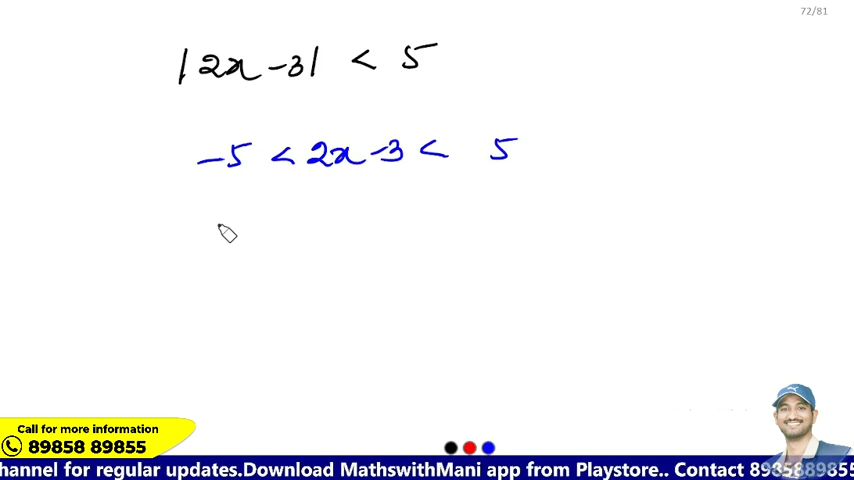 72/81
|2x-3| < 5
-5 < 2x-3 < 5
Call for more information
89858 89855
hannel for regular updates.Download MathswithMani app from Playstore.. Contact 8985889855